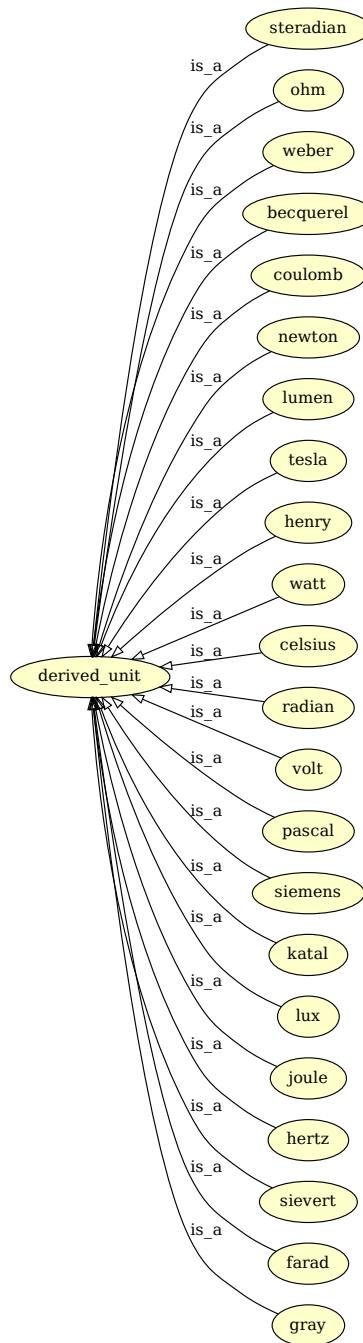 steradian
is_a
ohm
is_a
weber
is_a
becquerel
is_a
coulomb
is_a
newton
is_a
lumen
is_a
tesla
is_a
henry
is_a
watt
is_a
celsius
is_a
derived_unit
is_a
radian
is_a
volt
is_a
pascal
is_a
siemens
is_a
katal
is_a
lux
is_a
joule
is_a
hertz
is_a
sievert
is_a
farad
is_a
gray